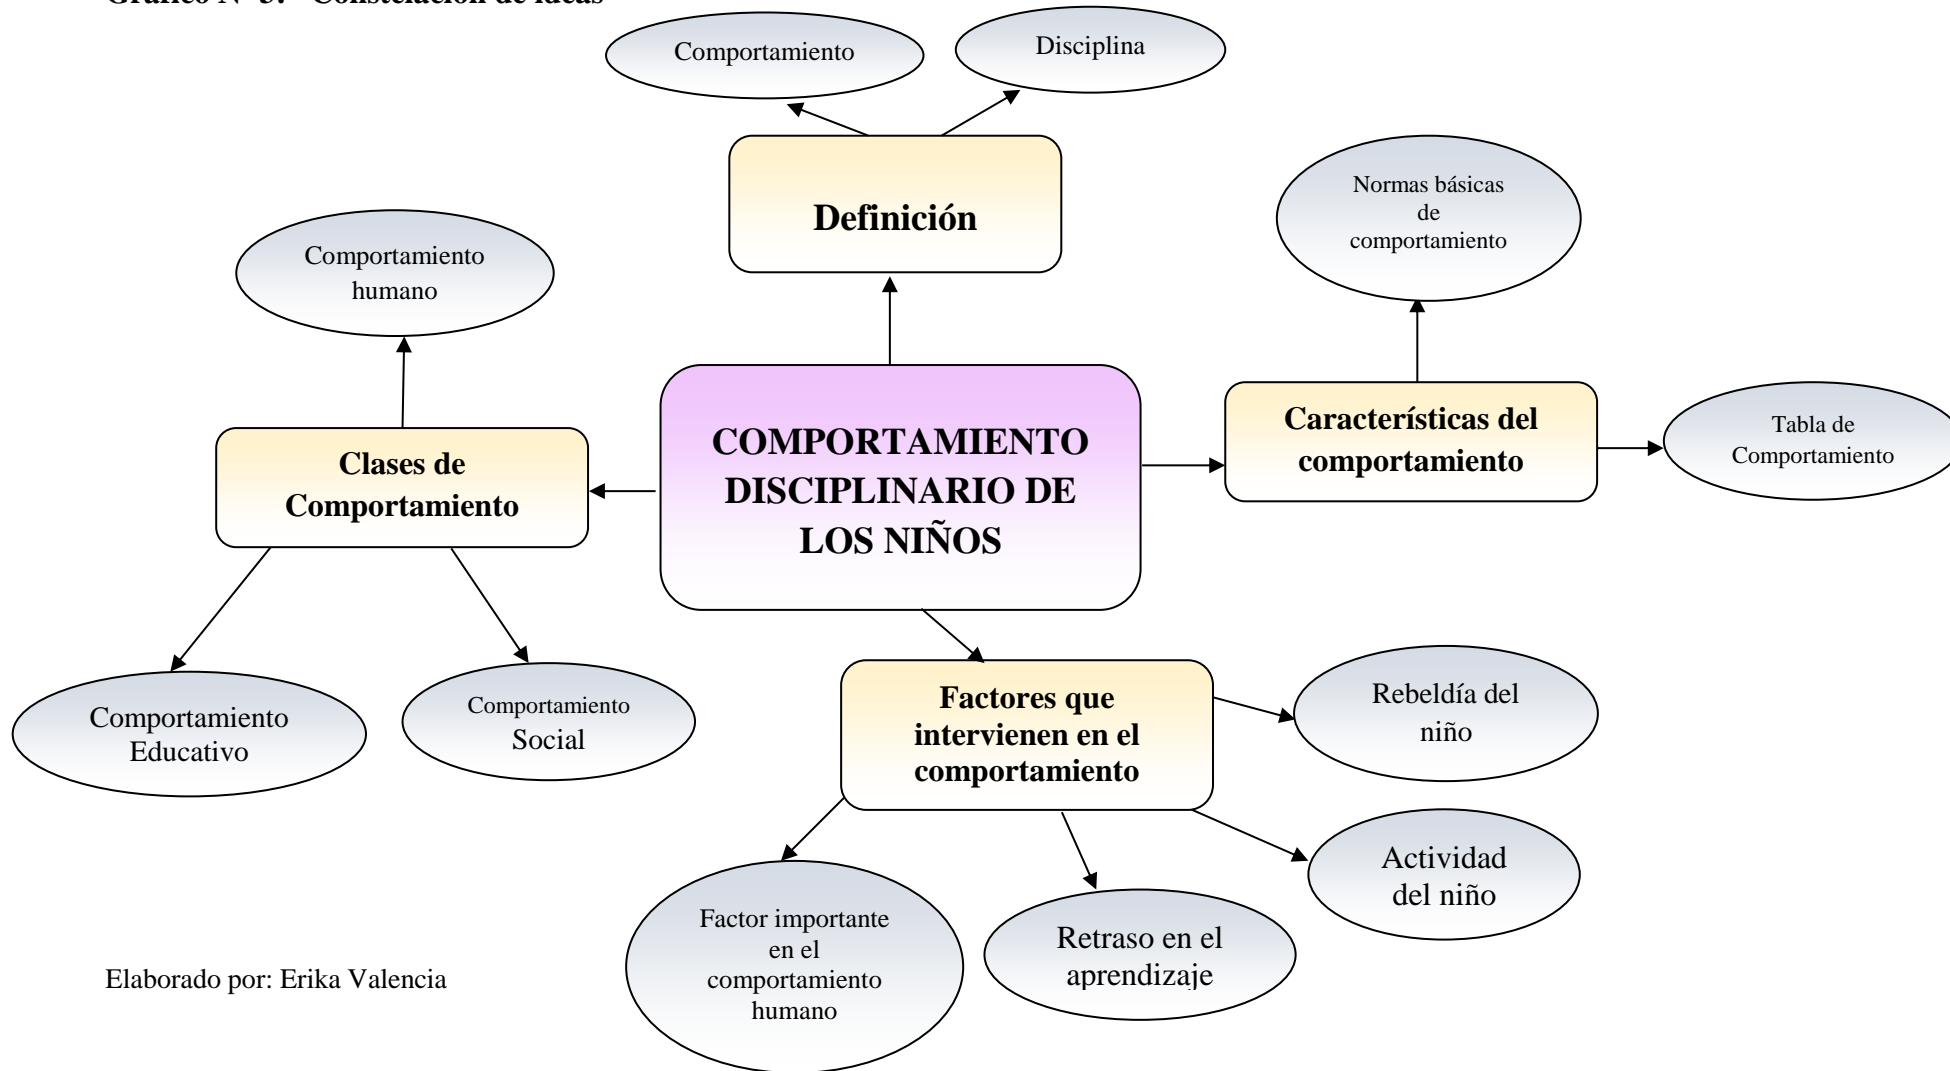 Gráfico Nº 3: Constelación de ideas
Comportamiento
Disciplina
Definición
Normas básicas
de
comportamiento
Comportamiento
humano
Características del
comportamiento
Tabla de
Comportamiento
Clases de
Comportamiento
COMPORTAMIENTO
DISCIPLINARIO DE
LOS NIÑOS
Comportamiento
Educativo
Comportamiento
Social
Factores que
intervienen en el
comportamiento
Rebeldía del
niño
Actividad
del niño
Factor importante
en el
comportamiento
humano
Retraso en el
aprendizaje
Elaborado por: Erika Valencia